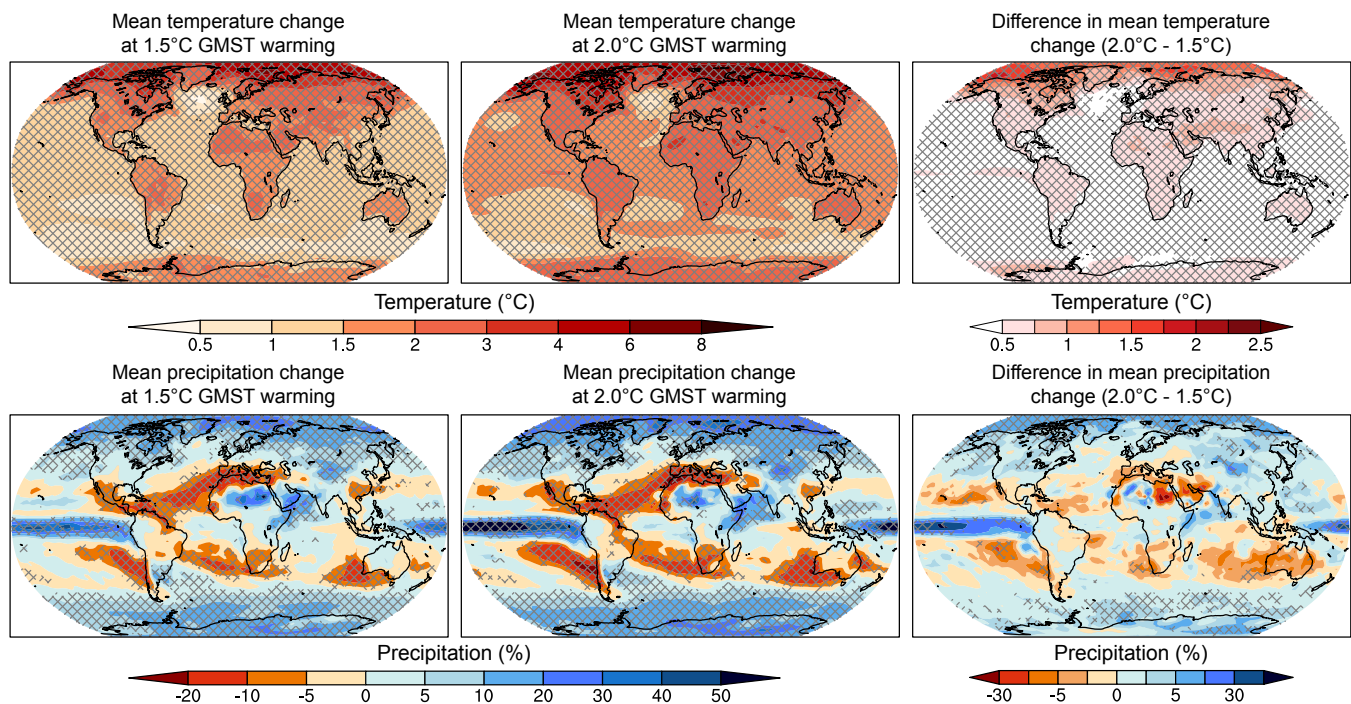 Mean temperature change
at 1.5°C GMST warming
Mean temperature change
at 2.0°C GMST warming
Difference in mean temperature
change (2.0°C - 1.5°C)
Temperature (°C)
0.5 1 1.5 2 3 4 6 8
Temperature (°C)
0.5 1 1.5 2 2.5
Mean precipitation change
at 1.5°C GMST warming
Mean precipitation change
at 2.0°C GMST warming
Difference in mean precipitation
change (2.0°C - 1.5°C)
Precipitation (%)
-20 -10 -5 0 5 10 20 30 40 50
Precipitation (%)
-30 -5 0 5 30